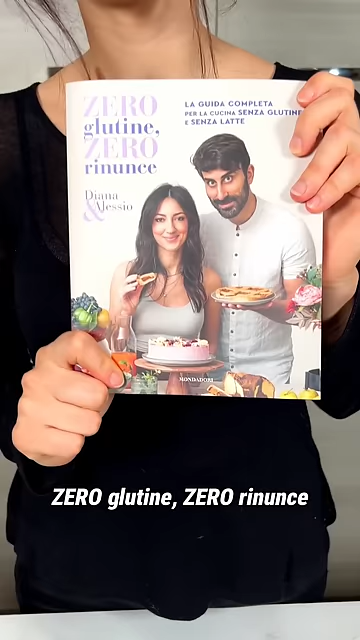 ZERO
glutine,
ZERO
rinunce
Diana
& Alessio
LA GUIDA COMPLETA
PER LA CUCINA SENZA GLUTINE
E SENZA LATTE
MONDADORI
ZERO glutine, ZERO rinunce